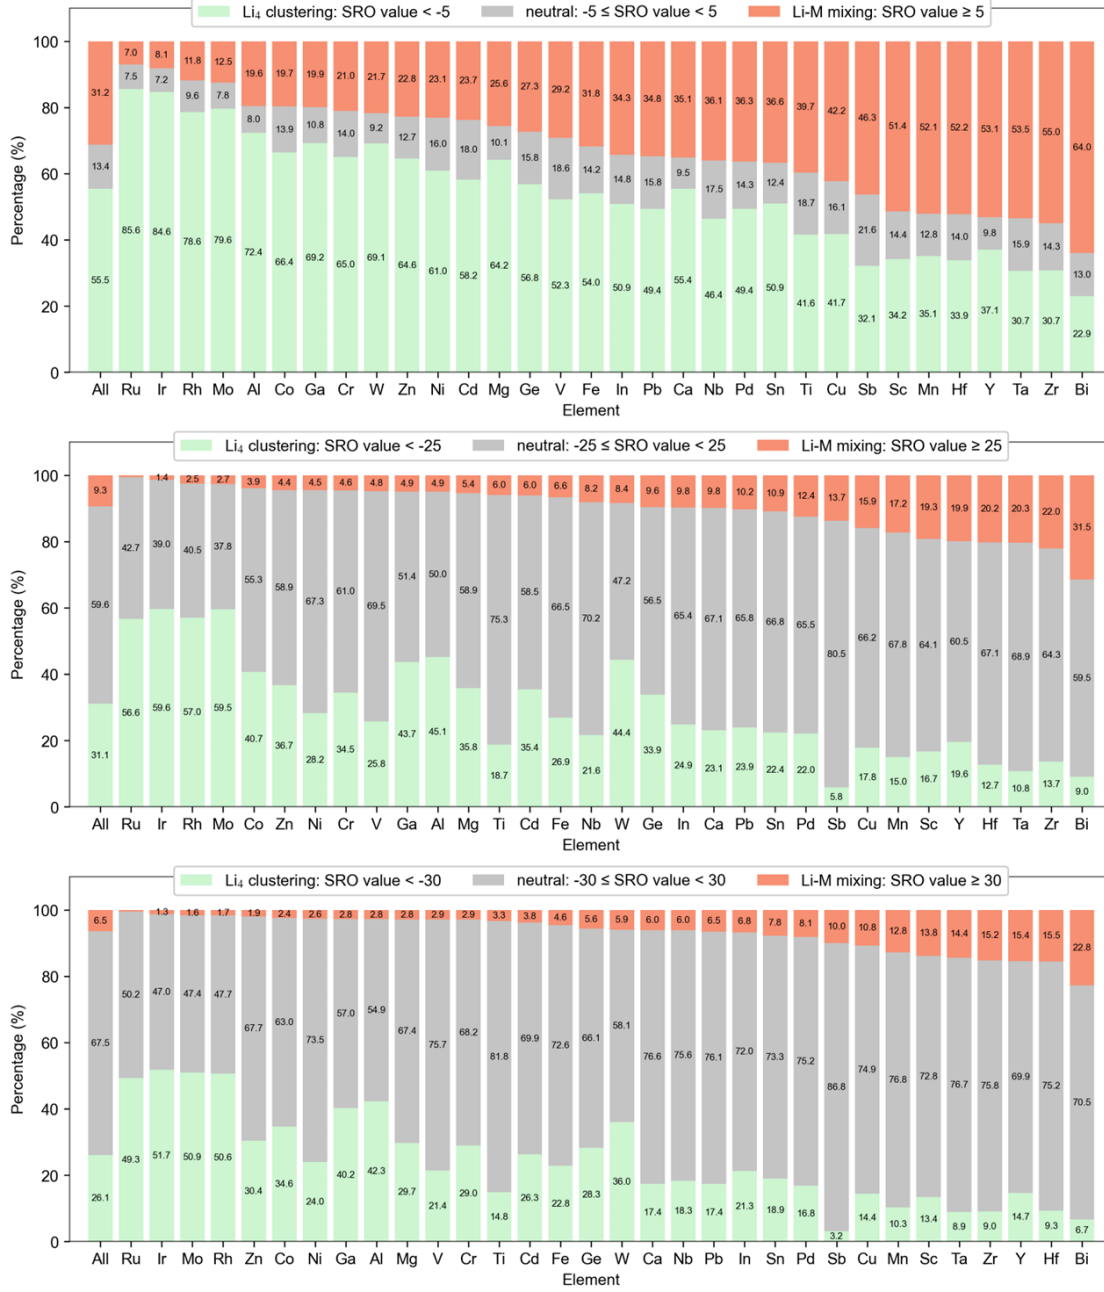 Li₄ clustering: SRO value < -5 neutral: -5 ≤ SRO value < 5 Li-M mixing: SRO value ≥ 5
Percentage (%)
100
80
60
40
20
0
31.2 7.0 8.1 11.8 12.5 19.6 19.7 19.9 21.0 21.7 22.8 23.1 23.7 25.6 27.3 29.2 31.8 34.3 34.8 35.1 36.1 36.3 36.6 39.7 42.2 46.3 51.4 52.1 52.2 53.1 53.5 55.0 64.0
13.4 7.5 7.2 9.6 7.8 8.0 13.9 10.8 14.0 9.2 12.7 16.0 18.0 10.1 15.8 18.6 14.2 14.8 15.8 9.5 17.5 14.3 12.4 18.7 16.1 21.6 14.4 12.8 14.0 9.8 15.9 14.3 13.0
55.5 85.6 84.6 78.6 79.6 72.4 66.4 69.2 65.0 69.1 64.6 61.0 58.2 64.2 56.8 52.3 54.0 50.9 49.4 55.4 46.4 49.4 50.9 41.6 41.7 32.1 34.2 35.1 33.9 37.1 30.7 30.7 22.9
All Ru Ir Rh Mo Al Co Ga Cr W Zn Ni Cd Mg Ge V Fe In Pb Ca Nb Pd Sn Ti Cu Sb Sc Mn Hf Y Ta Zr Bi
Element
Li₄ clustering: SRO value < -25 neutral: -25 ≤ SRO value < 25 Li-M mixing: SRO value ≥ 25
Percentage (%)
100
80
60
40
20
0
9.3 1.4 2.5 2.7 3.9 4.4 4.5 4.6 4.8 4.9 4.9 5.4 6.0 6.0 6.6 8.2 8.4 9.6 9.8 9.8 10.2 10.9 12.4 13.7 15.9 17.2 19.3 19.9 20.2 20.3 22.0 31.5
59.6 42.7 39.0 40.5 37.8 55.3 58.9 67.3 61.0 69.5 51.4 50.0 58.9 75.3 58.5 66.5 70.2 47.2 56.5 65.4 67.1 65.8 66.8 65.5 80.5 66.2 67.8 64.1 60.5 67.1 68.9 64.3 59.5
31.1 56.6 59.6 57.0 59.5 40.7 36.7 28.2 34.5 25.8 43.7 45.1 35.8 18.7 35.4 26.9 21.6 44.4 33.9 24.9 23.1 23.9 22.4 22.0 5.8 17.8 15.0 16.7 19.6 12.7 10.8 13.7 9.0
All Ru Ir Rh Mo Co Zn Ni Cr V Ga Al Mg Ti Cd Fe Nb W Ge In Ca Pb Sn Pd Sb Cu Mn Sc Y Hf Ta Zr Bi
Element
Li₄ clustering: SRO value < -30 neutral: -30 ≤ SRO value < 30 Li-M mixing: SRO value ≥ 30
Percentage (%)
100
80
60
40
20
0
6.5 1.3 1.6 1.7 1.9 2.4 2.6 2.8 2.8 2.8 2.9 2.9 3.3 3.8 4.6 5.6 5.9 6.0 6.0 6.5 6.8 7.8 8.1 10.0 10.8 12.8 13.8 14.4 15.2 15.4 15.5 22.8
67.5 50.2 47.0 47.4 47.7 67.7 63.0 73.5 57.0 54.9 67.4 75.7 68.2 81.8 69.9 72.6 66.1 58.1 76.6 75.6 76.1 72.0 73.3 75.2 86.8 74.9 76.8 72.8 76.7 75.8 69.9 75.2 70.5
26.1 49.3 51.7 50.9 50.6 30.4 34.6 24.0 40.2 42.3 29.7 21.4 29.0 14.8 26.3 22.8 28.3 36.0 17.4 18.3 17.4 21.3 18.9 16.8 3.2 14.4 10.3 13.4 8.9 9.0 14.7 9.3 6.7
All Ru Ir Mo Rh Zn Co Ni Ga Al Mg V Cr Ti Cd Fe Ge W Ca Nb Pb In Sn Pd Sb Cu Mn Sc Ta Zr Y Hf Bi
Element